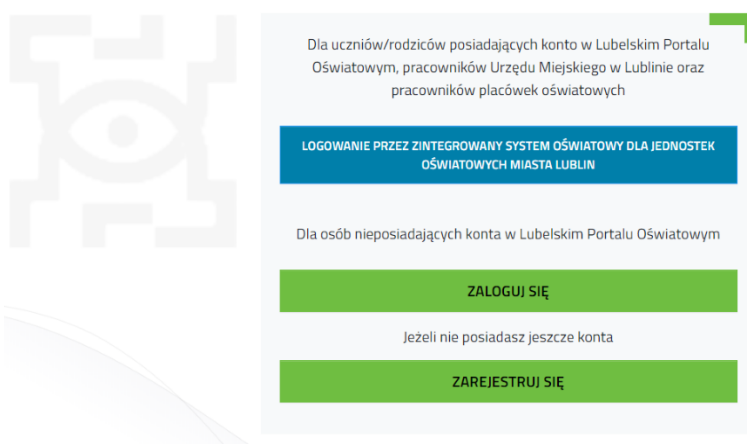 Dla uczniów/rodziców posiadających konto w Lubelskim Portalu
Oświatowym, pracowników Urzędu Miejskiego w Lublinie oraz
pracowników placówek oświatowych
LOGOWANIE PRZEZ ZINTEGROWANY SYSTEM OŚWIATOWY DLA JEDNOSTEK
OŚWIATOWYCH MIASTA LUBLIN
Dla osób nieposiadających konta w Lubelskim Portalu Oświatowym
ZALOGUJ SIĘ
Jeżeli nie posiadasz jeszcze konta
ZAREJESTRUJ SIĘ